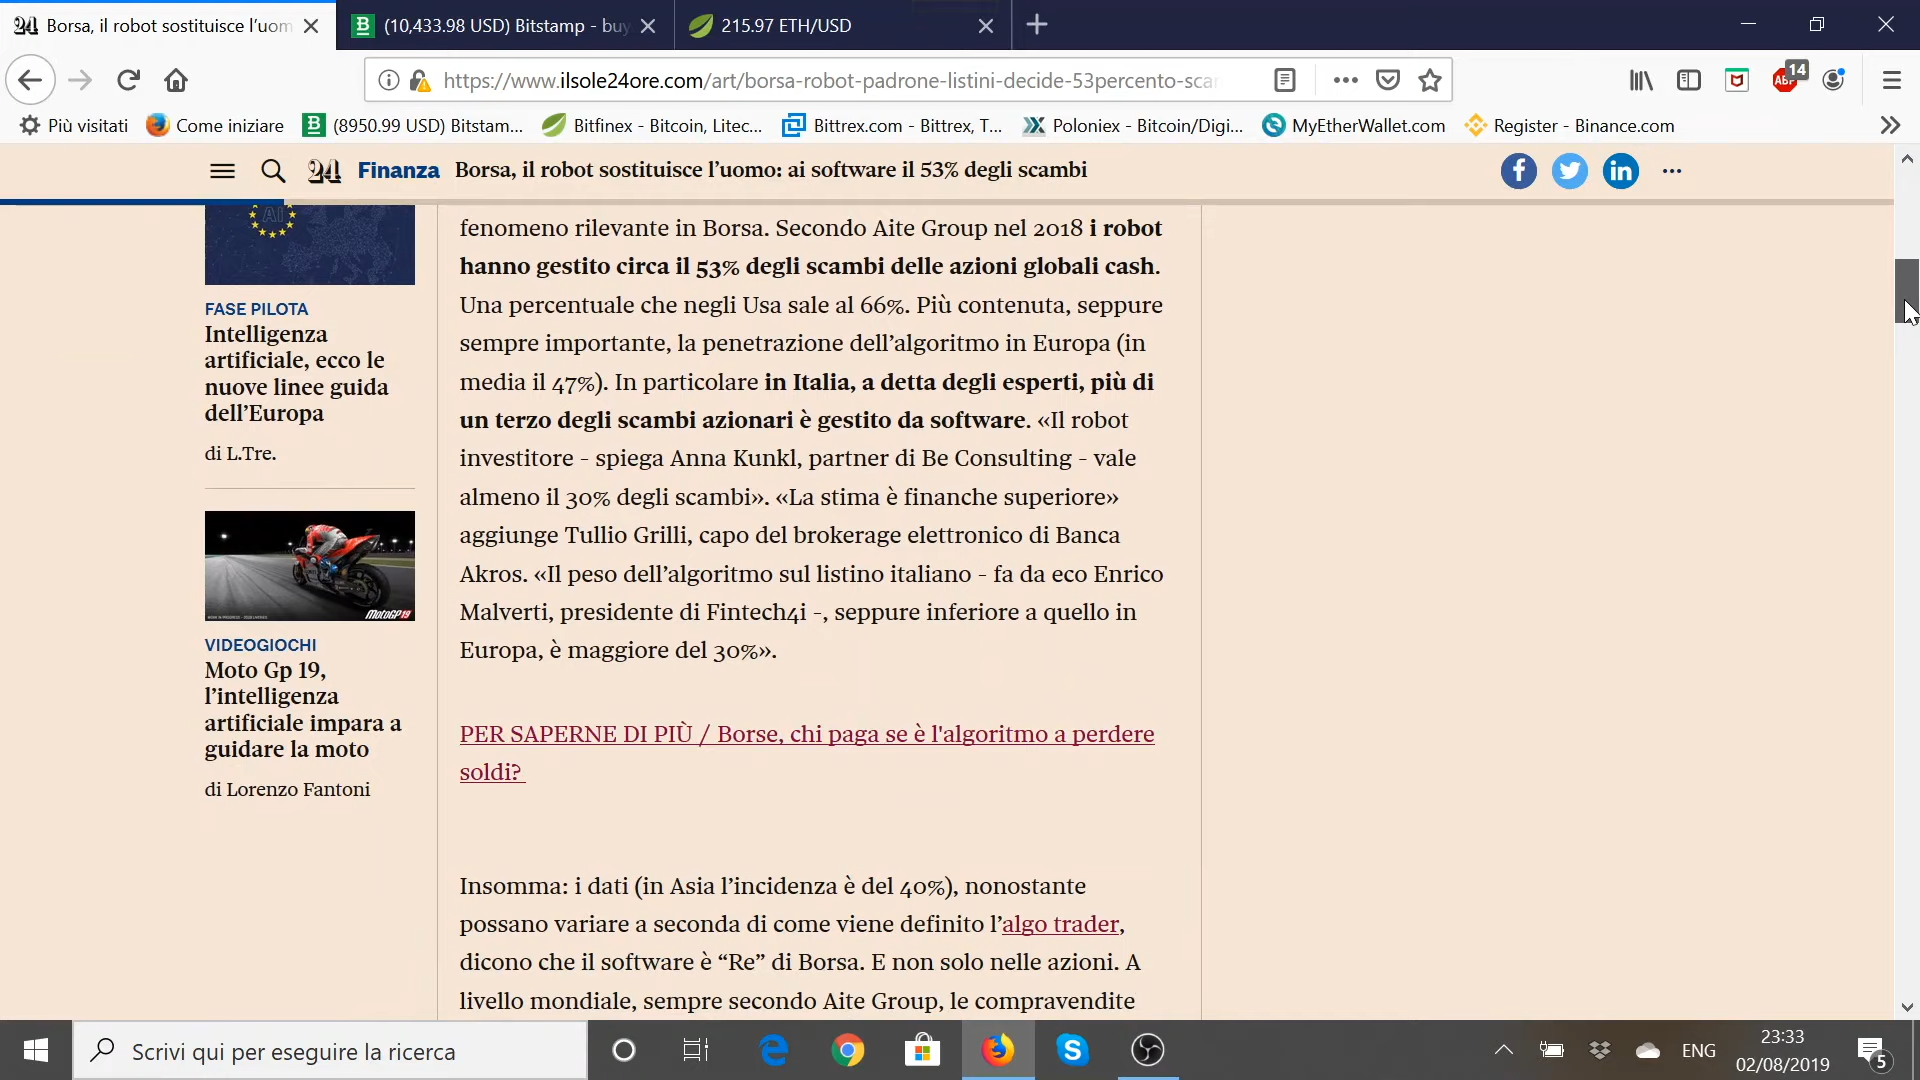 24 Borsa, il robot sostituisce l'uom
(10,433.98 USD) Bitstamp - buy
215.97 ETH/USD
https://www.ilsole24ore.com/art/borsa-robot-padrone-listini-decide-53percento-sca
14
Più visitati
Come iniziare
(8950.99 USD) Bitstam...
Bitfinex - Bitcoin, Litec...
Bittrex.com - Bittrex, T...
Poloniex - Bitcoin/Digi...
MyEtherWallet.com
Register - Binance.com
24 Finanza Borsa, il robot sostituisce l'uomo: ai software il 53% degli scambi
AI
FASE PILOTA
Intelligenza
artificiale, ecco le
nuove linee guida
dell'Europa
di L.Tre.
MotoGP19
VIDEOGIOCHI
Moto Gp 19,
l'intelligenza
artificiale impara a
guidare la moto
di Lorenzo Fantoni
fenomeno rilevante in Borsa. Secondo Aite Group nel 2018 i robot
hanno gestito circa il 53% degli scambi delle azioni globali cash.
Una percentuale che negli Usa sale al 66%. Più contenuta, seppure
sempre importante, la penetrazione dell'algoritmo in Europa (in
media il 47%). In particolare in Italia, a detta degli esperti, più di
un terzo degli scambi azionari è gestito da software. «Il robot
investitore - spiega Anna Kunkl, partner di Be Consulting - vale
almeno il 30% degli scambi». «La stima è finanche superiore»
aggiunge Tullio Grilli, capo del brokerage elettronico di Banca
Akros. «Il peso dell'algoritmo sul listino italiano - fa da eco Enrico
Malverti, presidente di Fintech4i -, seppure inferiore a quello in
Europa, è maggiore del 30%».
PER SAPERNE DI PIÙ / Borse, chi paga se è l'algoritmo a perdere
soldi?
Insomma: i dati (in Asia l'incidenza è del 40%), nonostante
possano variare a seconda di come viene definito l'algo trader,
dicono che il software è “Re” di Borsa. E non solo nelle azioni. A
livello mondiale, sempre secondo Aite Group, le compravendite
Scrivi qui per eseguire la ricerca
ENG
23:33
02/08/2019
5